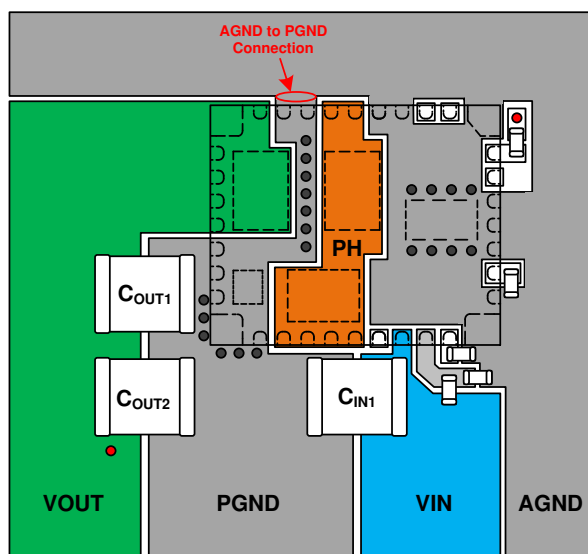 AGND to PGND
Connection
PH
COUT1
COUT2
CIN1
VOUT
PGND
VIN
AGND